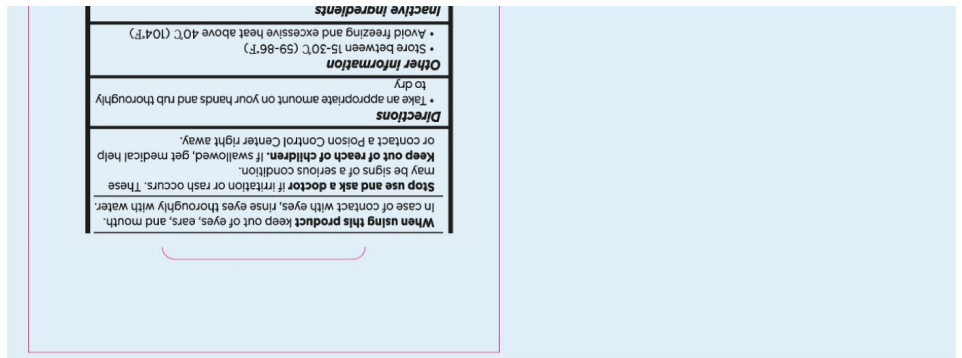 When using this product keep out of eyes, ears, and mouth.
In case of contact with eyes, rinse eyes thoroughly with water.
Stop use and ask a doctor if irritation or rash occurs. These
may be signs of a serious condition.
Keep out of reach of children. If swallowed, get medical help
or contact a Poison Control Center right away.
Directions
• Take an appropriate amount on your hands and rub thoroughly
to dry
Other information
• Store between 15-30℃ (59-86℉)
• Avoid freezing and excessive heat above 40℃ (104℉)
Inactive ingredients